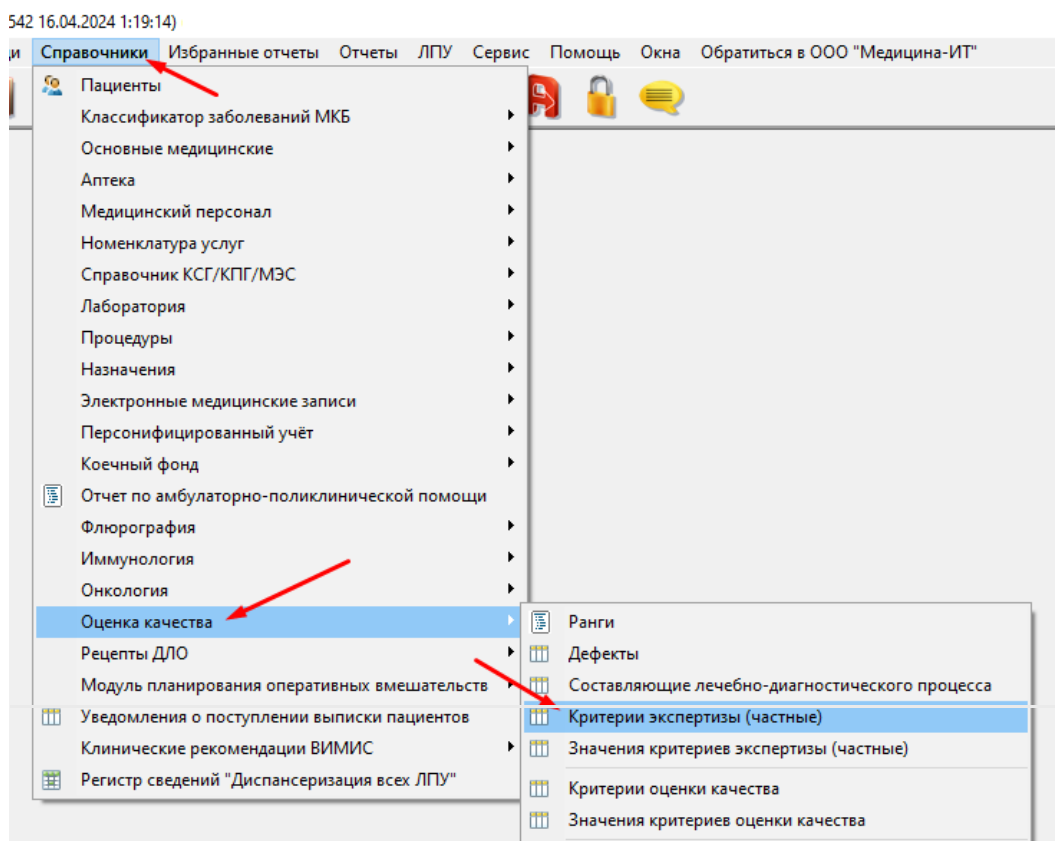 542 16.04.2024 1:19:14)
ди Справочники Избранные отчеты Отчеты ЛПУ Сервис Помощь Окна Обратиться в ООО "Медицина-ИТ"
Пациенты
Классификатор заболеваний МКБ
Основные медицинские
Аптека
Медицинский персонал
Номенклатура услуг
Справочник КСГ/КПГ/МЭС
Лаборатория
Процедуры
Назначения
Электронные медицинские записи
Персонифицированный учёт
Коечный фонд
Отчет по амбулаторно-поликлинической помощи
Флюрография
Иммунология
Онкология
Оценка качества
Рецепты ДЛО
Модуль планирования оперативных вмешательств
Уведомления о поступлении выписки пациентов
Клинические рекомендации ВИМИС
Регистр сведений "Диспансеризация всех ЛПУ"
Ранги
Дефекты
Составляющие лечебно-диагностического процесса
Критерии экспертизы (частные)
Значения критериев экспертизы (частные)
Критерии оценки качества
Значения критериев оценки качества